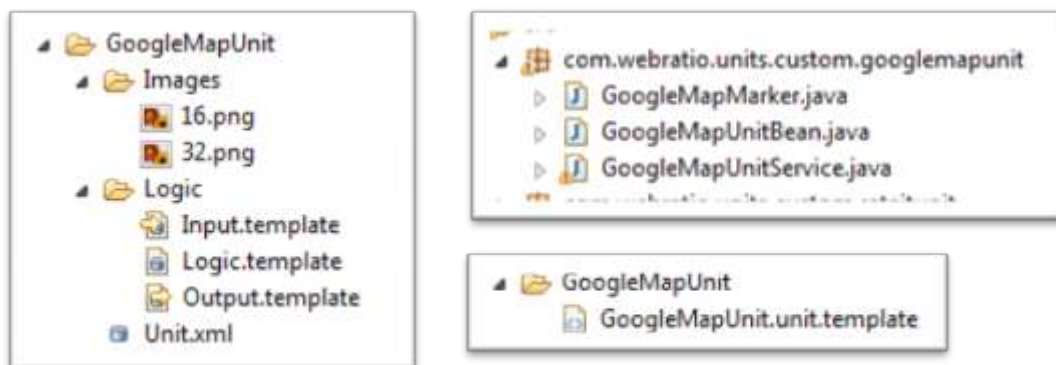 GoogleMapUnit
Images
16.png
32.png
Logic
Input.template
Logic.template
Output.template
Unit.xml
com.webratio.units.custom.googlemapunit
GoogleMapMarker.java
GoogleMapUnitBean.java
GoogleMapUnitService.java
GoogleMapUnit
GoogleMapUnit.unit.template